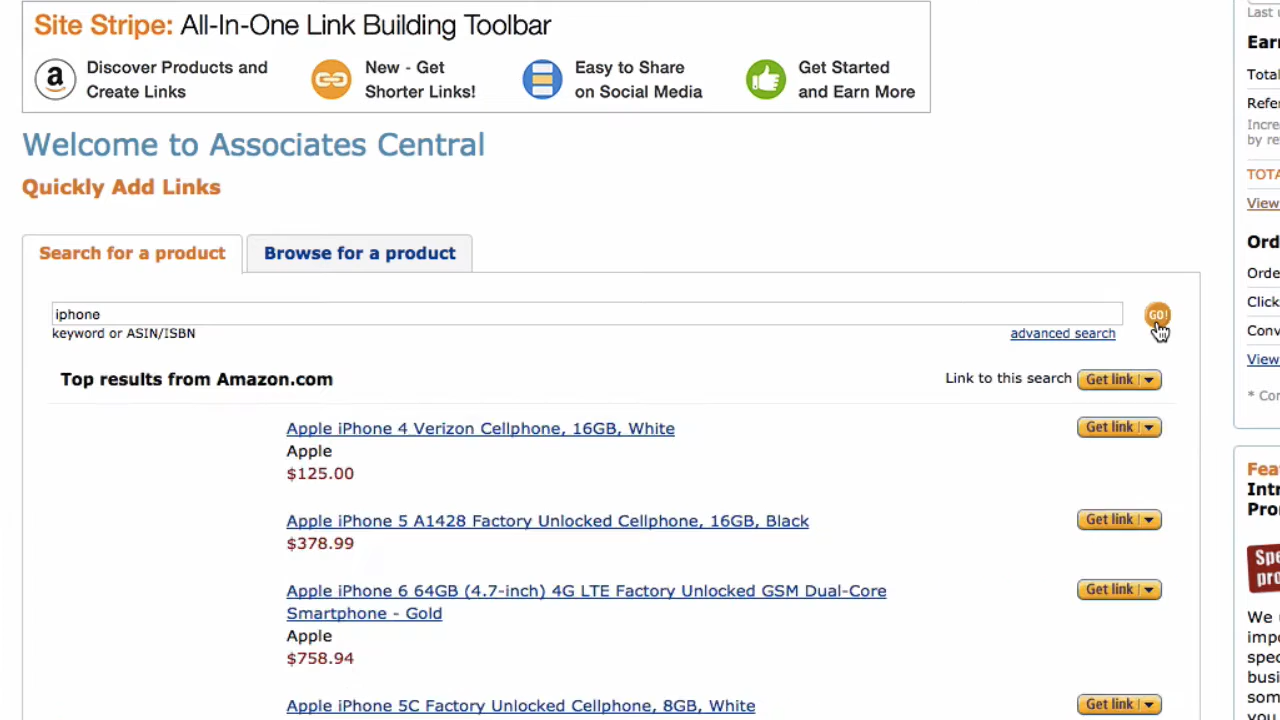 Site Stripe: All-In-One Link Building Toolbar
a
Discover Products and
Create Links
New - Get
Shorter Links!
Easy to Share
on Social Media
Get Started
and Earn More
Welcome to Associates Central
Quickly Add Links
Search for a product
Browse for a product
iphone
GO!
keyword or ASIN/ISBN
advanced search
Top results from Amazon.com
Link to this search
Get link
Apple iPhone 4 Verizon Cellphone, 16GB, White
Get link
Apple
$125.00
Apple iPhone 5 A1428 Factory Unlocked Cellphone, 16GB, Black
Get link
$378.99
Apple iPhone 6 64GB (4.7-inch) 4G LTE Factory Unlocked GSM Dual-Core
Get link
Smartphone - Gold
Apple
$758.94
Apple iPhone 5C Factory Unlocked Cellphone, 8GB, White
Get link
Last
View
by
View
We